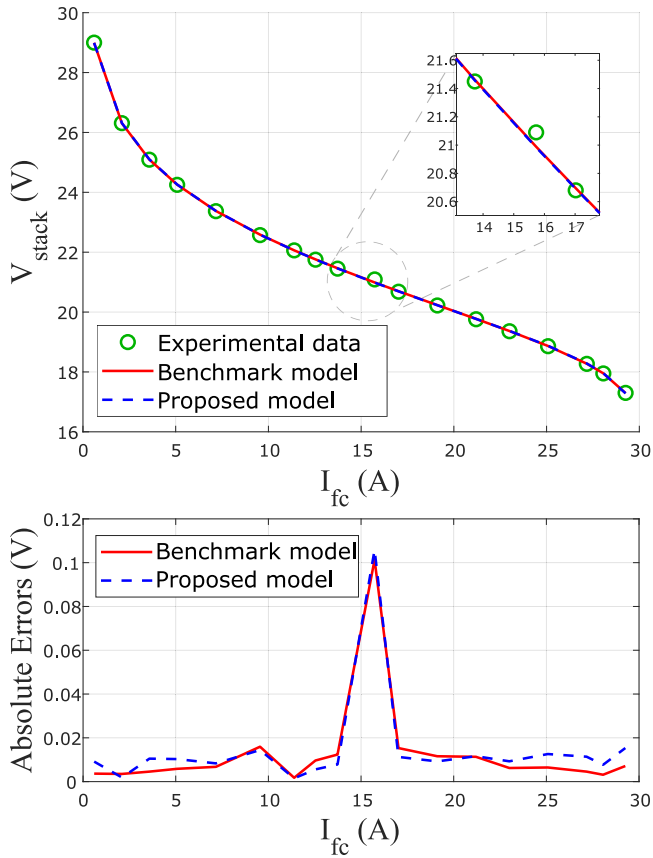 30
28
26
24
22
20
18
16
V_stack (V)
21.6
21.4
21.2
21
20.8
20.6
14 15 16 17
Experimental data
Benchmark model
Proposed model
0 5 10 15 20 25 30
I_fc (A)
0.12
0.1
0.08
0.06
0.04
0.02
0
Absolute Errors (V)
Benchmark model
Proposed model
0 5 10 15 20 25 30
I_fc (A)